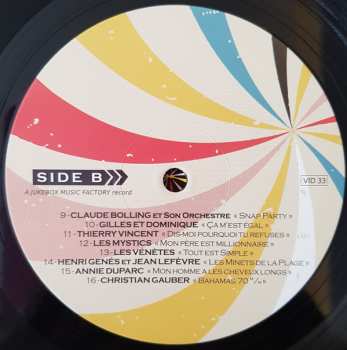 SIDE B
VID 33
A JUKEBOX MUSIC FACTORY record
9 - CLAUDE BOLLING ET SON ORCHESTRE « SNAP PARTY »
10 - GILLES ET DOMINIQUE « ÇA M'EST ÉGAL »
11 - THIERRY VINCENT « DIS-MOI POURQUOI TU REFUSES »
12 - LES MYSTICS « MON PÈRE EST MILLIONNAIRE »
13 - LES VÉNÈTES « TOUT EST SIMPLE »
14 - HENRI GENÈS ET JEAN LEFÈVRE « LES MINETS DE LA PLAGE »
15 - ANNIE DUPARC « MON HOMME A LES CHEVEUX LONGS »
16 - CHRISTIAN GAUBER « BAHAMAS 70 »